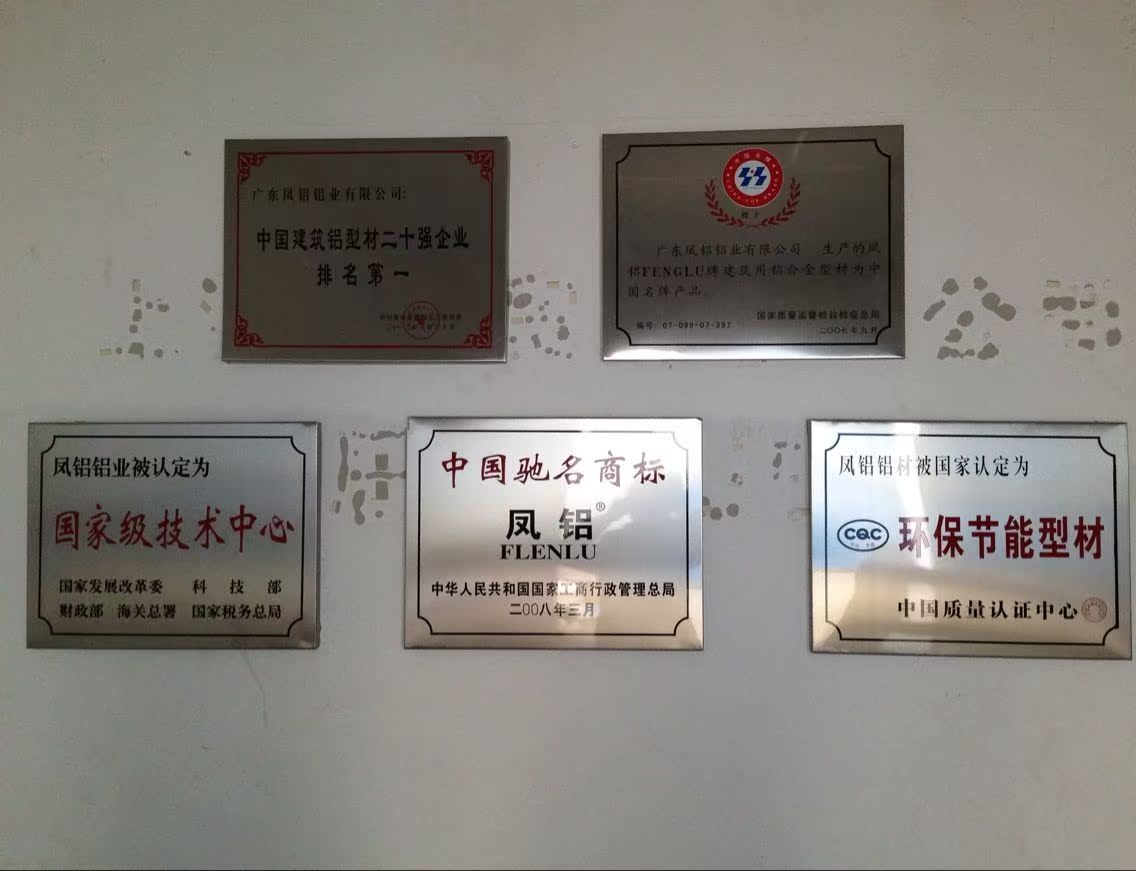 广东凤铝铝业有限公司:
中国建筑铝型材二十强企业
排名第一
授予
广东凤铝铝业有限公司 生产的凤
铝FENGLU牌建筑用铝合金型材为中
国名牌产品。
国家质量监督检验检疫总局
编号: 07-098-07-397
二〇〇七年九月
凤铝铝业被认定为
国家级技术中心
国家发展改革委 科技部
财政部 海关总署 国家税务总局
中国驰名商标
凤铝®
FLENLU
中华人民共和国国家工商行政管理总局
二〇〇八年三月
凤铝铝材被国家认定为
CQC 环保节能型材
中国质量认证中心